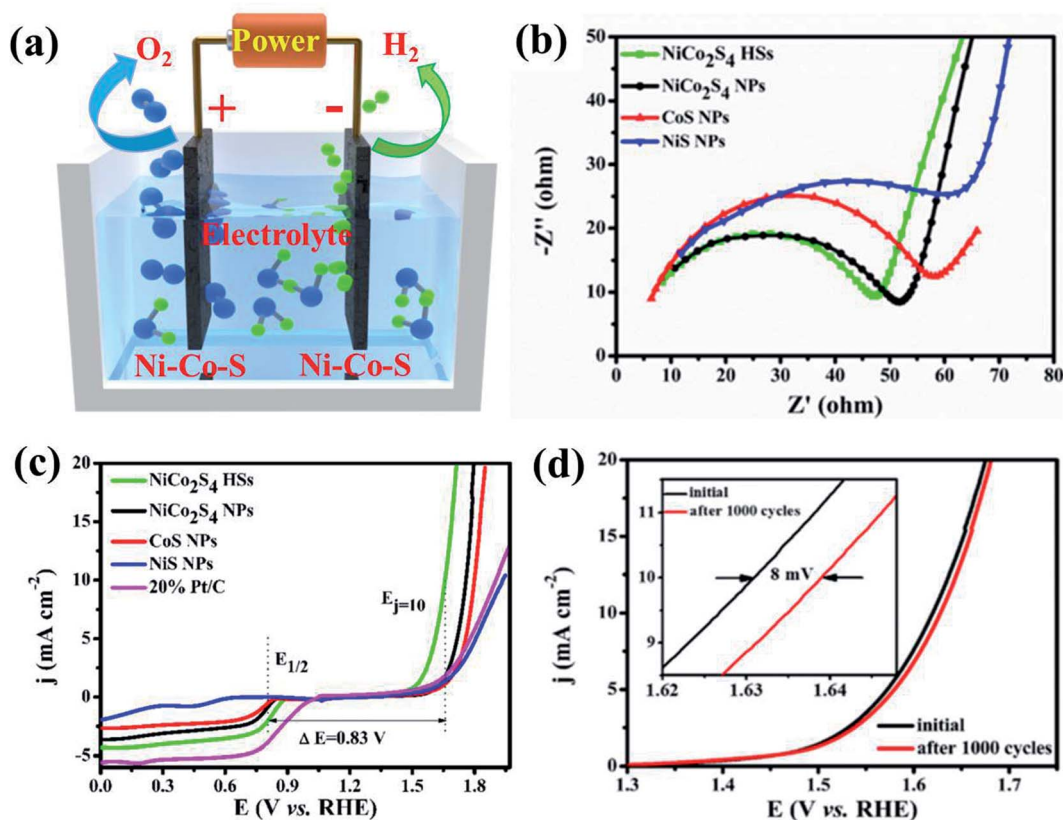 (a)
Power
O2
H2
+
-
Electrolyte
Ni-Co-S
Ni-Co-S
(b)
50
40
30
20
10
0
-Z'' (ohm)
NiCo2S4 HSs
NiCo2S4 NPs
CoS NPs
NiS NPs
0 10 20 30 40 50 60 70 80
Z' (ohm)
(c)
20
15
10
5
0
-5
j (mA cm-2)
NiCo2S4 HSs
NiCo2S4 NPs
CoS NPs
NiS NPs
20% Pt/C
Ej=10
E1/2
Δ E=0.83 V
0.0 0.3 0.6 0.9 1.2 1.5 1.8
E (V vs. RHE)
(d)
20
15
10
5
0
j (mA cm-2)
initial
after 1000 cycles
11
10
9
8 mV
1.62 1.63 1.64
initial
after 1000 cycles
1.3 1.4 1.5 1.6 1.7
E (V vs. RHE)